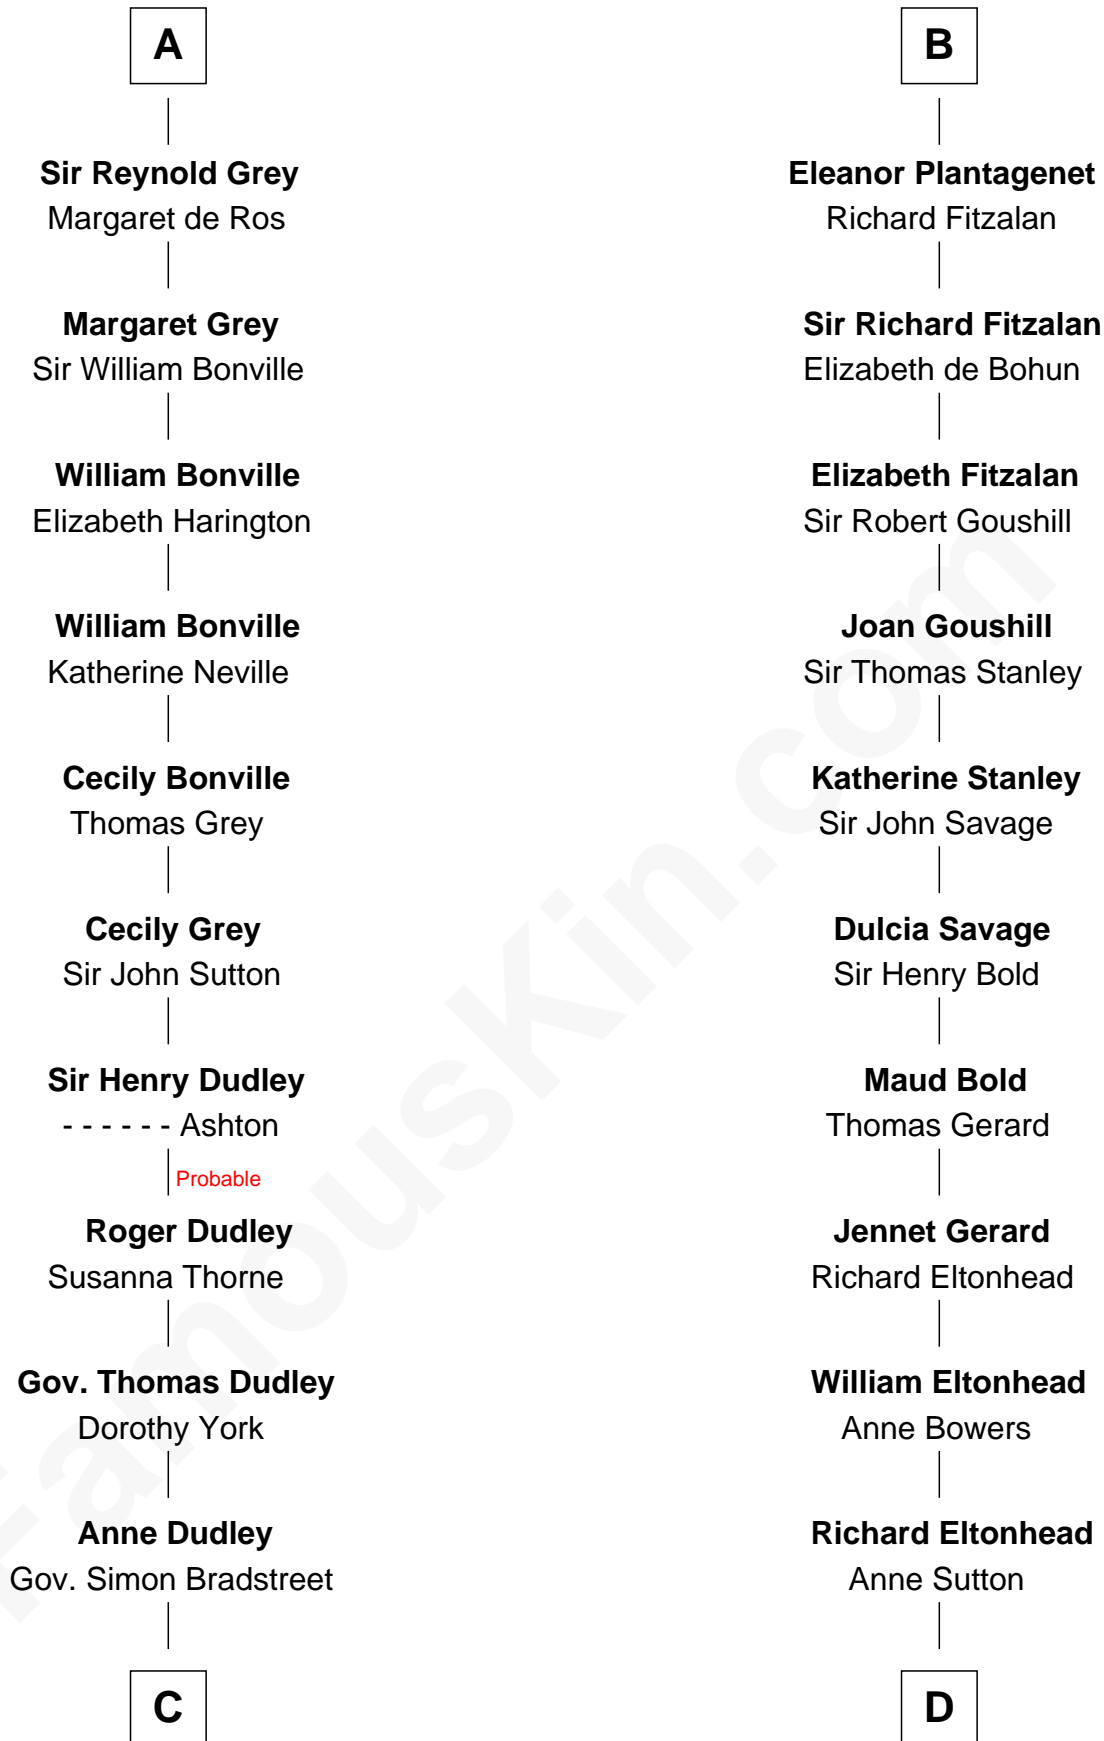 A
Sir Reynold Grey
Margaret de Ros
Margaret Grey
Sir William Bonville
William Bonville
Elizabeth Harington
William Bonville
Katherine Neville
Cecily Bonville
Thomas Grey
Cecily Grey
Sir John Sutton
Sir Henry Dudley
- - - - - - Ashton
Probable
Roger Dudley
Susanna Thorne
Gov. Thomas Dudley
Dorothy York
Anne Dudley
Gov. Simon Bradstreet
C
B
Eleanor Plantagenet
Richard Fitzalan
Sir Richard Fitzalan
Elizabeth de Bohun
Elizabeth Fitzalan
Sir Robert Goushill
Joan Goushill
Sir Thomas Stanley
Katherine Stanley
Sir John Savage
Dulcia Savage
Sir Henry Bold
Maud Bold
Thomas Gerard
Jennet Gerard
Richard Eltonhead
William Eltonhead
Anne Bowers
Richard Eltonhead
Anne Sutton
D
FamousKin.com